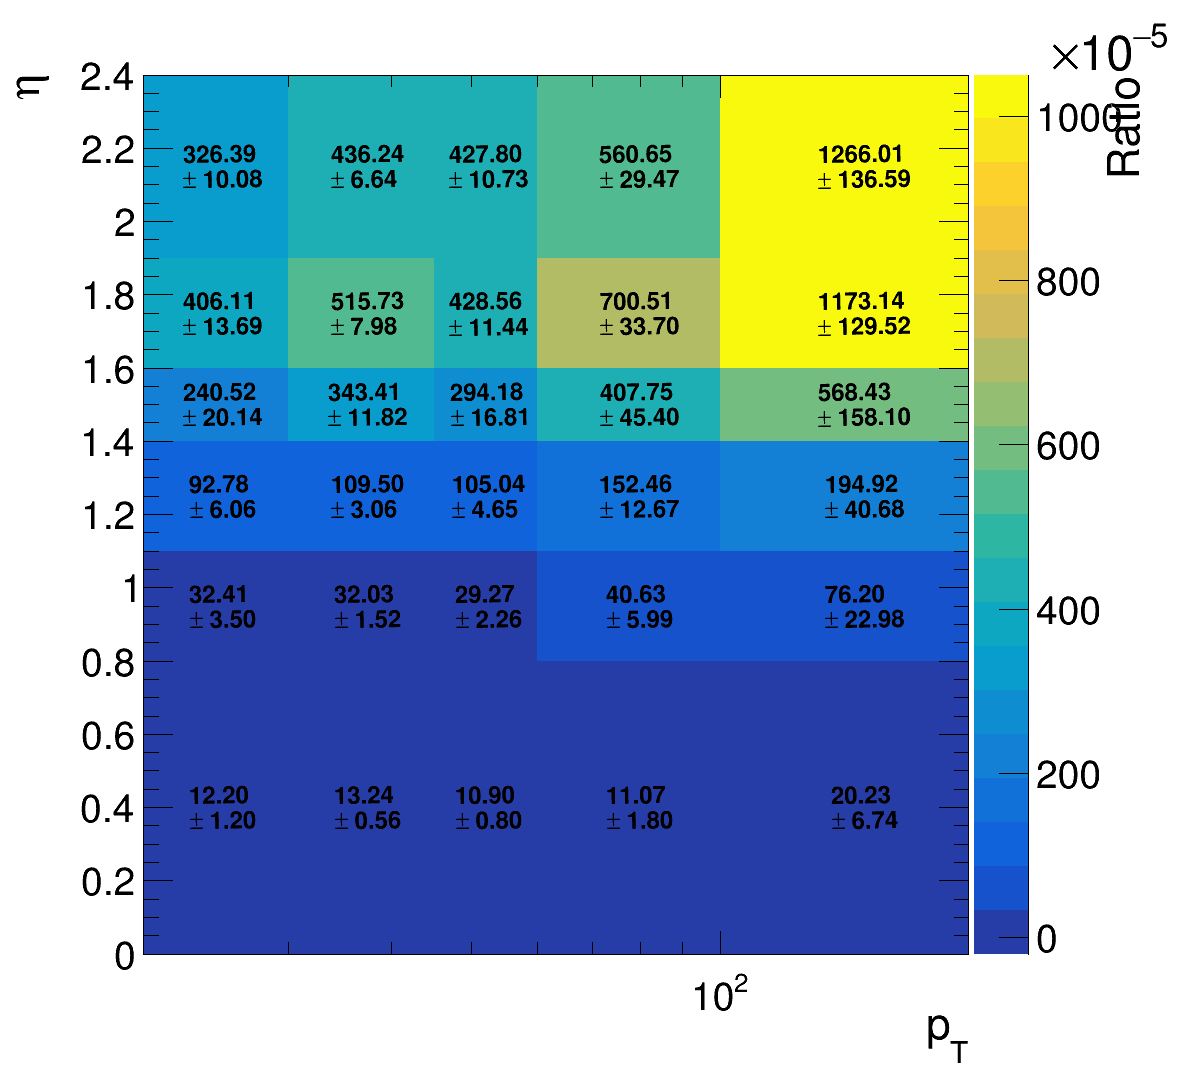 ×10⁻⁵
η
Ratio
2.4
2.2
2
1.8
1.6
1.4
1.2
1
0.8
0.6
0.4
0.2
0
326.39 436.24 427.80 560.65 1266.01
± 10.08 ± 6.64 ± 10.73 ± 29.47 ± 136.59
406.11 515.73 428.56 700.51 1173.14
± 13.69 ± 7.98 ± 11.44 ± 33.70 ± 129.52
240.52 343.41 294.18 407.75 568.43
± 20.14 ± 11.82 ± 16.81 ± 45.40 ± 158.10
92.78 109.50 105.04 152.46 194.92
± 6.06 ± 3.06 ± 4.65 ± 12.67 ± 40.68
32.41 32.03 29.27 40.63 76.20
± 3.50 ± 1.52 ± 2.26 ± 5.99 ± 22.98
12.20 13.24 10.90 11.07 20.23
± 1.20 ± 0.56 ± 0.80 ± 1.80 ± 6.74
1000
800
600
400
200
0
10²
p_T